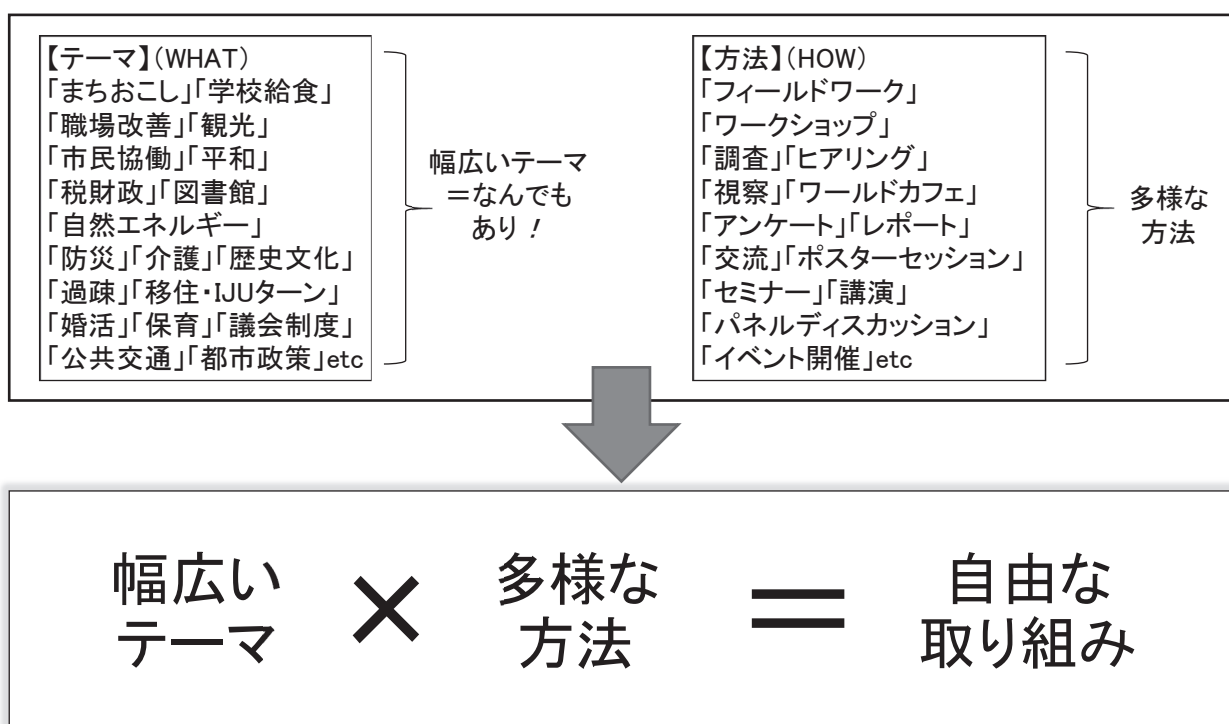 【テーマ】(WHAT)
「まちおこし」「学校給食」
「職場改善」「観光」
「市民協働」「平和」
「税財政」「図書館」
「自然エネルギー」
「防災」「介護」「歴史文化」
「過疎」「移住・IJUターン」
「婚活」「保育」「議会制度」
「公共交通」「都市政策」etc
幅広いテーマ
＝なんでも
あり！
【方法】(HOW)
「フィールドワーク」
「ワークショップ」
「調査」「ヒアリング」
「視察」「ワールドカフェ」
「アンケート」「レポート」
「交流」「ポスターセッション」
「セミナー」「講演」
「パネルディスカッション」
「イベント開催」etc
多様な
方法
幅広い
テーマ
×
多様な
方法
＝
自由な
取り組み